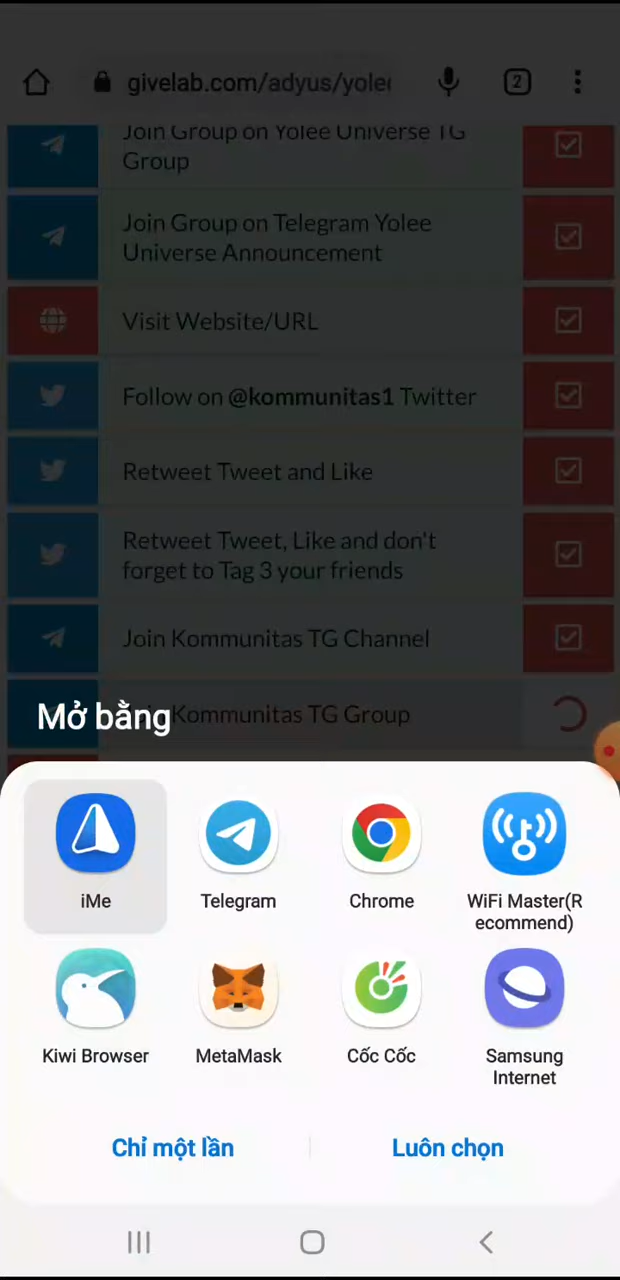 givelab.com/adyus/yolee
2
Join Group on Yolee Universe TG
Group
Join Group on Telegram Yolee
Universe Announcement
Visit Website/URL
Follow on @kommunitas1 Twitter
Retweet Tweet and Like
Retweet Tweet, Like and don't
forget to Tag 3 your friends
Join Kommunitas TG Channel
Kommunitas TG Group
Mở bằng
iMe
Telegram
Chrome
WiFi Master(R
ecommend)
Kiwi Browser
MetaMask
Cốc Cốc
Samsung
Internet
Chỉ một lần
Luôn chọn